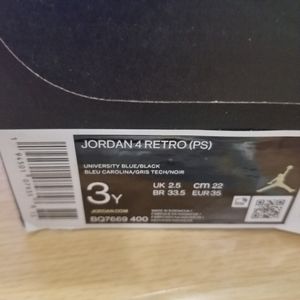 JORDAN 4 RETRO (PS)
UNIVERSITY BLUE/BLACK
BLEU CAROLINA/GRIS TECH/NOIR
3Y
UK 2.5 cm 22
BR 33.5 EUR 35
JORDAN.COM
BQ7669 400